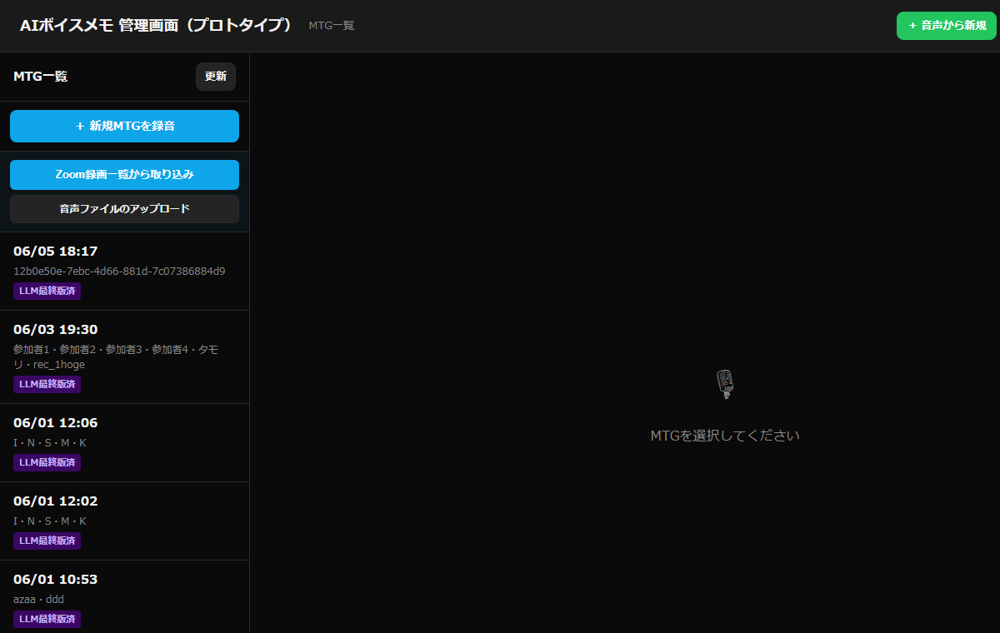 AIボイスメモ 管理画面（プロトタイプ）
MTG一覧
+ 音声から新規
MTG一覧
更新
+ 新規MTGを録音
Zoom録画一覧から取り込み
音声ファイルのアップロード
06/05 18:17
12b0e50e-7ebc-4d66-881d-7c07386884d9
LLM最終版済
06/03 19:30
参加者1・参加者2・参加者3・参加者4・タモ
リ・rec_1hoge
LLM最終版済
06/01 12:06
I・N・S・M・K
LLM最終版済
06/01 12:02
I・N・S・M・K
LLM最終版済
06/01 10:53
azaa・ddd
LLM最終版済
MTGを選択してください